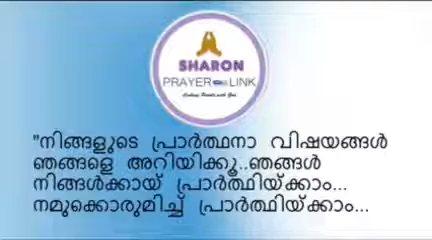 SHARON
PRAYER LINK
"നിങ്ങളുടെ പ്രാർത്ഥനാ വിഷയങ്ങൾ
ഞങ്ങളെ അറിയിക്കൂ..ഞങ്ങൾ
നിങ്ങൾക്കായ് പ്രാർത്ഥിയ്ക്കാം...
നമുക്കൊരുമിച്ച് പ്രാർത്ഥിയ്ക്കാം...